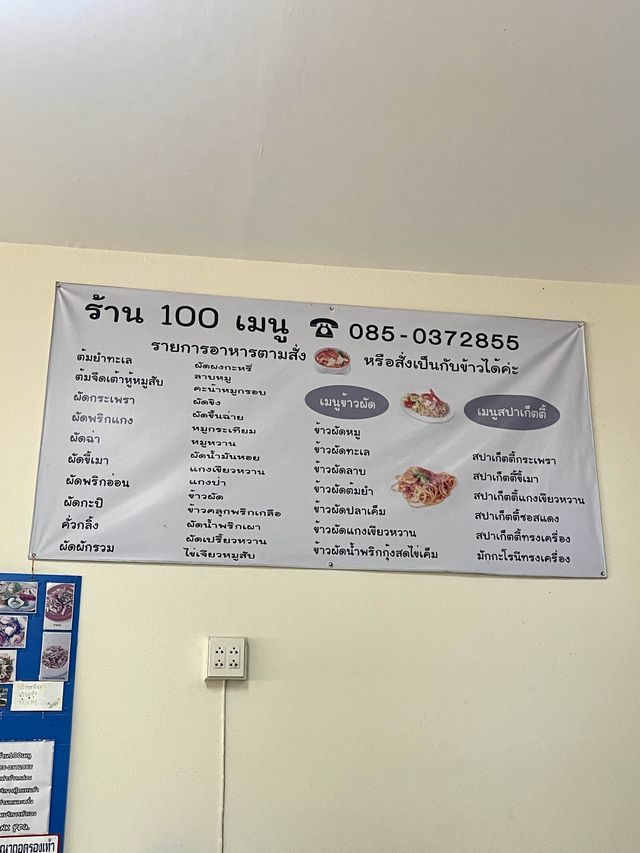 ร้าน 100 เมนู ☎ 085-0372855
รายการอาหารตามสั่ง หรือสั่งเป็นกับข้าวได้ค่ะ
ต้มยำทะเล
ต้มจืดเต้าหู้หมูสับ
ผัดกระเพรา
ผัดพริกแกง
ผัดฉ่า
ผัดขี้เมา
ผัดพริกอ่อน
ผัดกะปิ
คั่วกลิ้ง
ผัดผักรวม
ผัดผงกะหรี่
ลาบหมู
คะน้าหมูกรอบ
ผัดขิง
ผัดขึ้นฉ่าย
หมูกระเทียม
หมูหวาน
ผัดน้ำมันหอย
แกงเขียวหวาน
แกงป่า
ข้าวผัด
ข้าวคลุกพริกเกลือ
ผัดน้ำพริกเผา
ผัดเปรี้ยวหวาน
ไข่เจียวหมูสับ
เมนูข้าวผัด
ข้าวผัดหมู
ข้าวผัดทะเล
ข้าวผัดลาบ
ข้าวผัดต้มยำ
ข้าวผัดปลาเค็ม
ข้าวผัดแกงเขียวหวาน
ข้าวผัดน้ำพริกกุ้งสดไข่เค็ม
เมนูสปาเก็ตตี้
สปาเก็ตตี้กระเพรา
สปาเก็ตตี้ขี้เมา
สปาเก็ตตี้แกงเขียวหวาน
สปาเก็ตตี้ซอสแดง
สปาเก็ตตี้ทรงเครื่อง
มักกะโรนีทรงเครื่อง